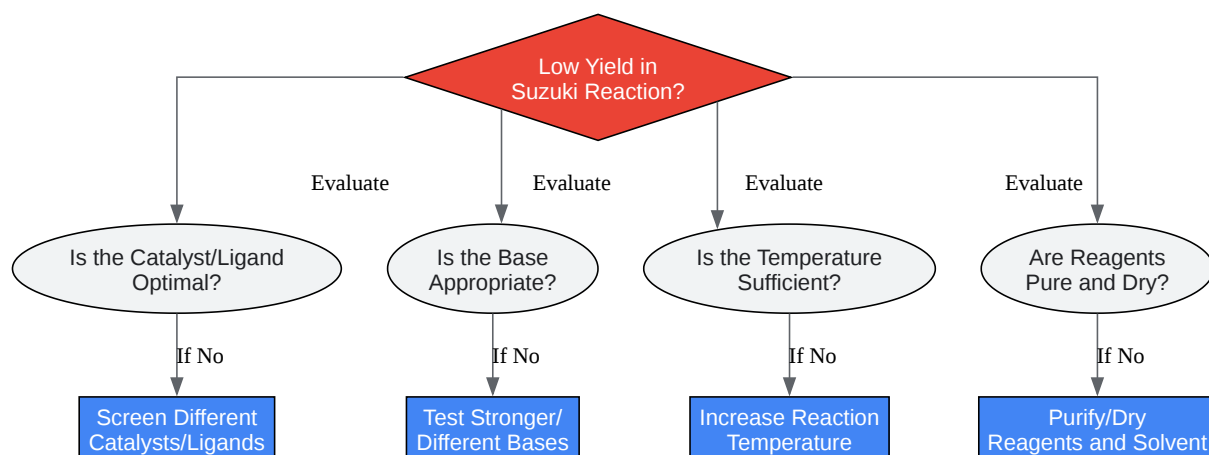 Low Yield in
Suzuki Reaction?
Evaluate
Evaluate
Evaluate
Evaluate
Is the Catalyst/Ligand
Optimal?
Is the Base
Appropriate?
Is the Temperature
Sufficient?
Are Reagents
Pure and Dry?
If No
If No
If No
If No
Screen Different
Catalysts/Ligands
Test Stronger/
Different Bases
Increase Reaction
Temperature
Purify/Dry
Reagents and Solvent